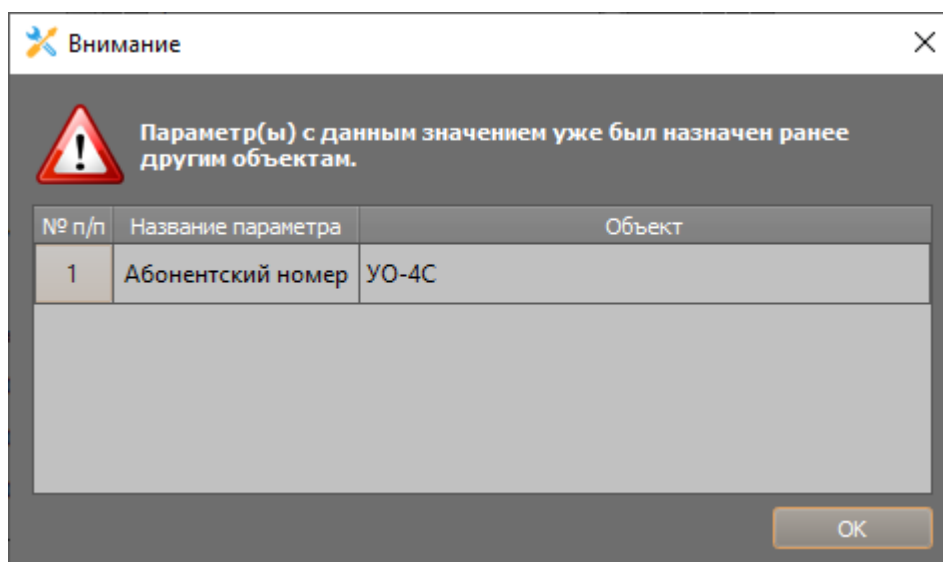 Внимание
Параметр(ы) с данным значением уже был назначен ранее
другим объектам.
№ п/п Название параметра Объект
1 Абонентский номер УО-4С
ОК